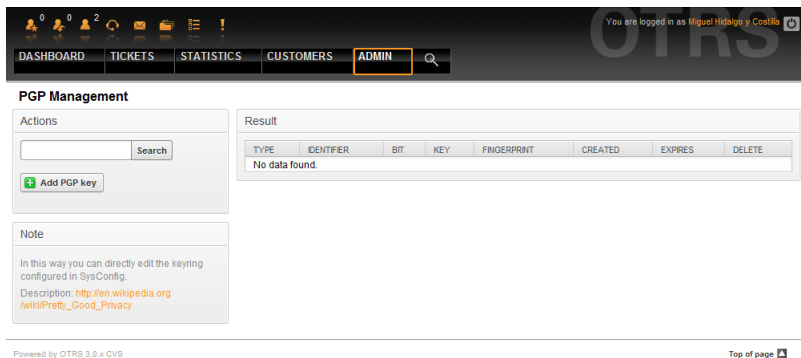 0 0 2
You are logged in as Miguel Hidalgo y Costilla
OTRS
DASHBOARD TICKETS STATISTICS CUSTOMERS ADMIN
PGP Management
Actions
Search
Add PGP key
Note
In this way you can directly edit the keyring
configured in SysConfig.
Description: http://en.wikipedia.org
/wiki/Pretty_Good_Privacy
Result
TYPE IDENTIFIER BIT KEY FINGERPRINT CREATED EXPIRES DELETE
No data found.
Powered by OTRS 3.0.x CVS
Top of page